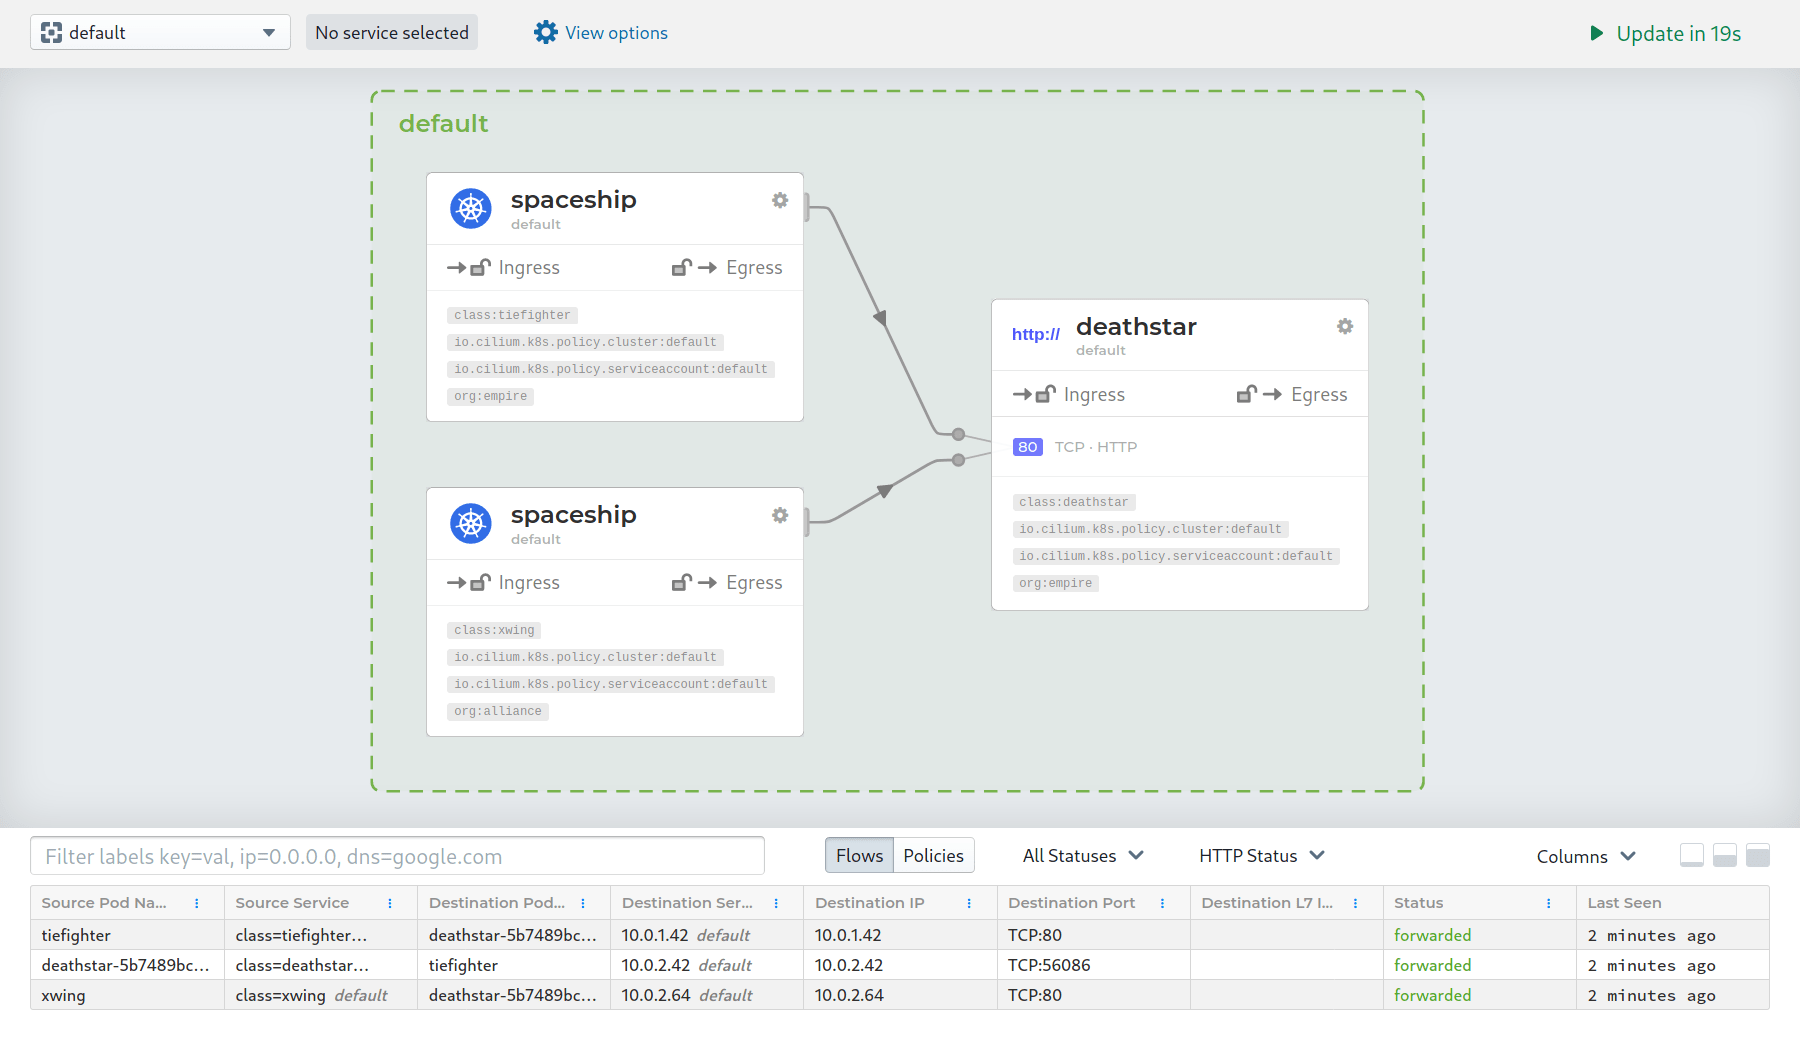 default
No service selected
View options
Update in 19s
default
spaceship
default
Ingress
Egress
class:tiefighter
io.cilium.k8s.policy.cluster:default
io.cilium.k8s.policy.serviceaccount:default
org:empire
spaceship
default
Ingress
Egress
class:xwing
io.cilium.k8s.policy.cluster:default
io.cilium.k8s.policy.serviceaccount:default
org:alliance
http://
deathstar
default
Ingress
Egress
80 TCP · HTTP
class:deathstar
io.cilium.k8s.policy.cluster:default
io.cilium.k8s.policy.serviceaccount:default
org:empire
Filter labels key=val, ip=0.0.0.0, dns=google.com
Flows
Policies
All Statuses
HTTP Status
Columns
Source Pod Na... Source Service Destination Pod... Destination Ser... Destination IP Destination Port Destination L7 I... Status Last Seen
tiefighter class=tiefighter... deathstar-5b7489bc... 10.0.1.42 default 10.0.1.42 TCP:80 forwarded 2 minutes ago
deathstar-5b7489bc... class=deathstar... tiefighter 10.0.2.42 default 10.0.2.42 TCP:56086 forwarded 2 minutes ago
xwing class=xwing default deathstar-5b7489bc... 10.0.2.64 default 10.0.2.64 TCP:80 forwarded 2 minutes ago